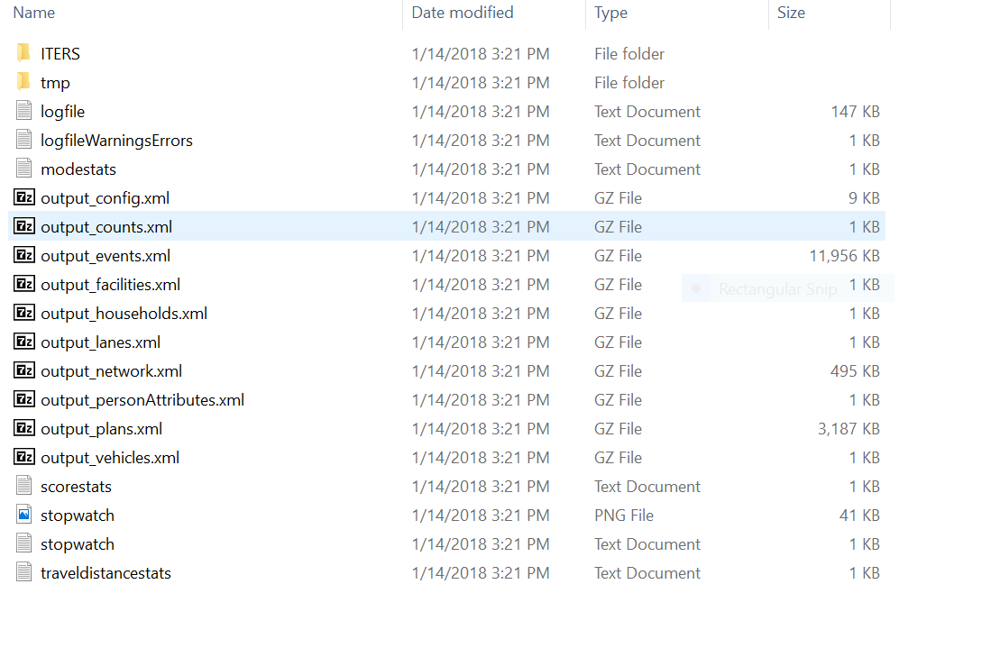 Name Date modified Type Size
ITERS 1/14/2018 3:21 PM File folder
tmp 1/14/2018 3:21 PM File folder
logfile 1/14/2018 3:21 PM Text Document 147 KB
logfileWarningsErrors 1/14/2018 3:21 PM Text Document 1 KB
modestats 1/14/2018 3:21 PM Text Document 1 KB
7z output_config.xml 1/14/2018 3:21 PM GZ File 9 KB
7z output_counts.xml 1/14/2018 3:21 PM GZ File 1 KB
7z output_events.xml 1/14/2018 3:21 PM GZ File 11,956 KB
7z output_facilities.xml 1/14/2018 3:21 PM GZ File Rectangular Snip 1 KB
7z output_households.xml 1/14/2018 3:21 PM GZ File 1 KB
7z output_lanes.xml 1/14/2018 3:21 PM GZ File 1 KB
7z output_network.xml 1/14/2018 3:21 PM GZ File 495 KB
7z output_personAttributes.xml 1/14/2018 3:21 PM GZ File 1 KB
7z output_plans.xml 1/14/2018 3:21 PM GZ File 3,187 KB
7z output_vehicles.xml 1/14/2018 3:21 PM GZ File 1 KB
scorestats 1/14/2018 3:21 PM Text Document 1 KB
stopwatch 1/14/2018 3:21 PM PNG File 41 KB
stopwatch 1/14/2018 3:21 PM Text Document 1 KB
traveldistancestats 1/14/2018 3:21 PM Text Document 1 KB